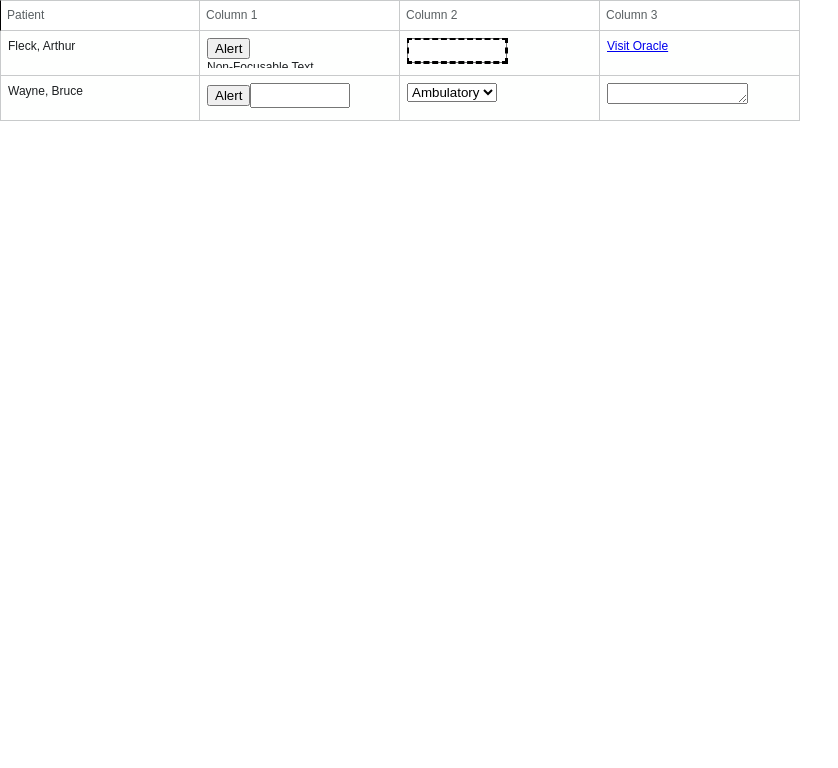 Patient Column 1 Column 2 Column 3
Fleck, Arthur Alert Visit Oracle
Non-Focusable Text
Wayne, Bruce Alert Ambulatory